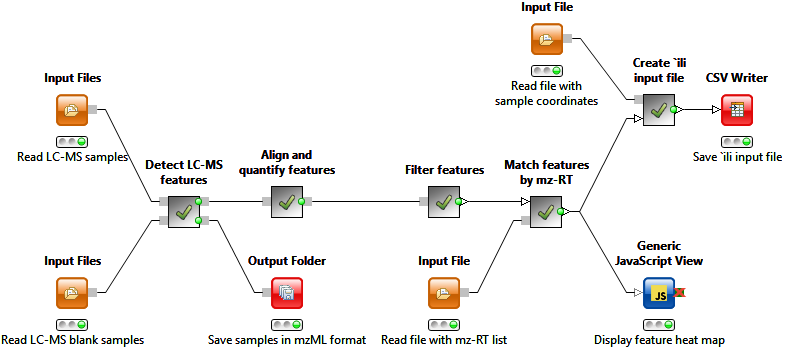 Input File
Read file with
sample coordinates
Create `ili
input file
CSV Writer
Save `ili input file
Input Files
Read LC-MS samples
Detect LC-MS
features
Align and
quantify features
Filter features
Match features
by mz-RT
Input Files
Read LC-MS blank samples
Output Folder
Save samples in mzML format
Input File
Read file with mz-RT list
Generic
JavaScript View
JS
Display feature heat map